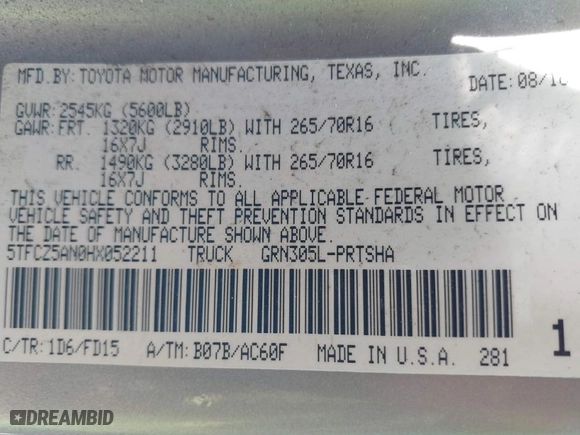 MFD.BY: TOYOTA MOTOR MANUFACTURING, TEXAS, INC. DATE:08/16
GVWR: 2545KG (5600LB)
GAWR: FRT. 1320KG (2910LB) WITH 265/70R16 TIRES,
16X7J RIMS.
RR. 1490KG (3280LB) WITH 265/70R16 TIRES,
16X7J RIMS.
THIS VEHICLE CONFORMS TO ALL APPLICABLE FEDERAL MOTOR
VEHICLE SAFETY AND THEFT PREVENTION STANDARDS IN EFFECT ON
THE DATE OF MANUFACTURE SHOWN ABOVE.
5TFCZ5AN0HX052211 TRUCK GRN305L-PRTSHA
C/TR:1D6/FD15 A/TM:B07B/AC60F MADE IN U.S.A. 281 1
DREAMBID